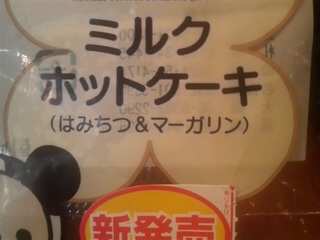 ミルク
ホットケーキ
(はみちつ&マーガリン)
新発売